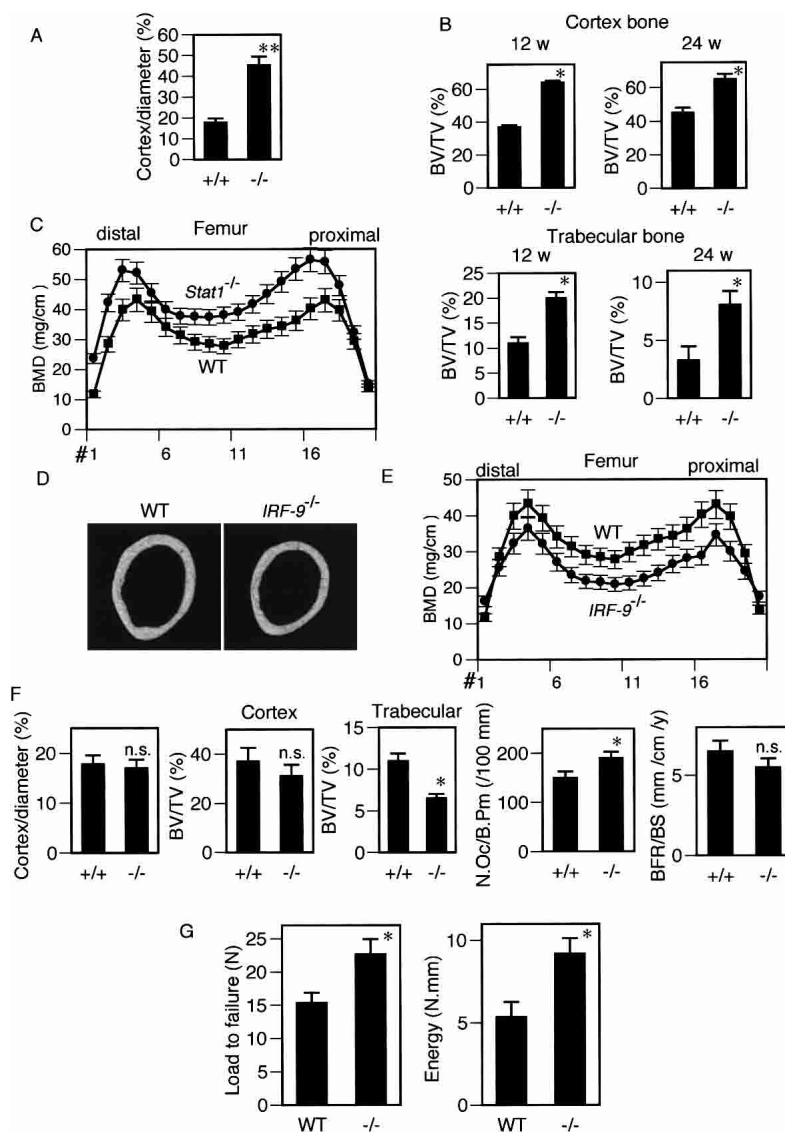 A
Cortex/diameter (%)
60
50
40
30
20
10
0
**
+/+ -/-
B
Cortex bone
12 w
24 w
BV/TV (%)
60
40
20
0
*
+/+ -/-
BV/TV (%)
60
40
20
0
*
+/+ -/-
Trabecular bone
12 w
24 w
BV/TV (%)
25
20
15
10
5
0
*
+/+ -/-
BV/TV (%)
10
5
0
*
+/+ -/-
C
distal Femur proximal
BMD (mg/cm)
60
50
40
30
20
10
0
Stat1-/-
WT
#1 6 11 16
D
WT IRF-9-/-
E
distal Femur proximal
BMD (mg/cm)
50
40
30
20
10
0
WT
IRF-9-/-
#1 6 11 16
F
Cortex/diameter (%)
20
10
0
n.s.
+/+ -/-
Cortex
BV/TV (%)
40
20
0
n.s.
+/+ -/-
Trabecular
BV/TV (%)
15
10
5
0
*
+/+ -/-
N.Oc/B.Pm (/100 mm)
200
100
0
*
+/+ -/-
BFR/BS (mm /cm /y)
5
0
n.s.
+/+ -/-
G
Load to failure (N)
25
20
15
10
5
0
*
WT -/-
Energy (N.mm)
10
5
0
*
WT -/-